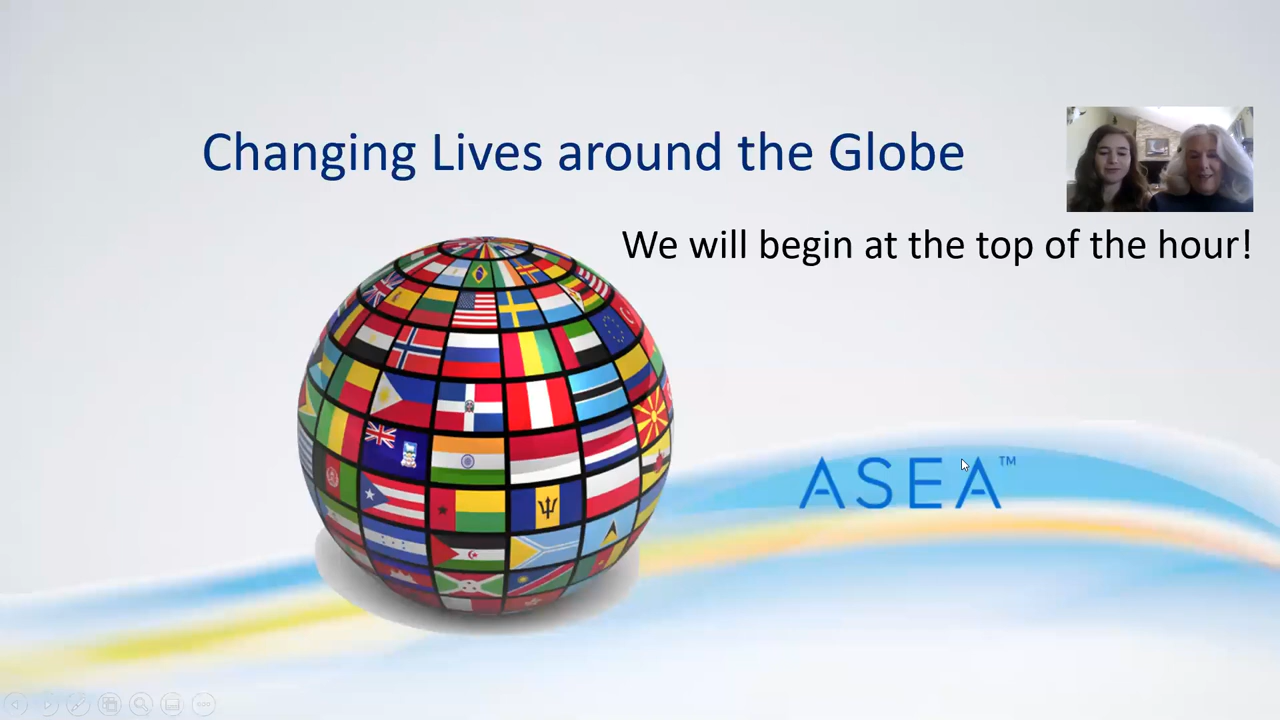 Changing Lives around the Globe
We will begin at the top of the hour!
ASEA™